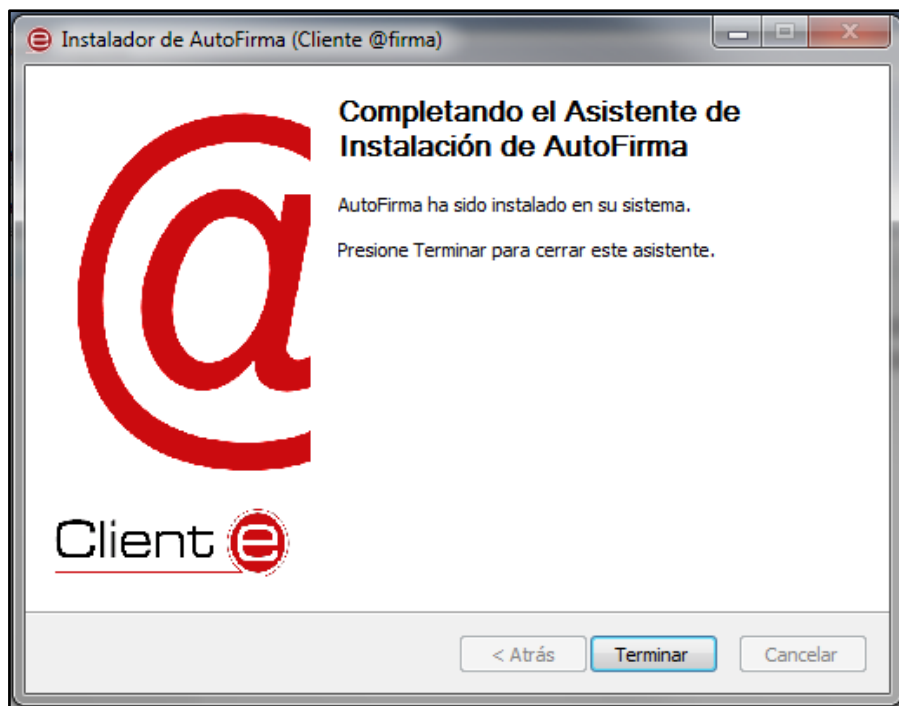 Instalador de AutoFirma (Cliente @firma)
Completando el Asistente de
Instalación de AutoFirma
AutoFirma ha sido instalado en su sistema.
Presione Terminar para cerrar este asistente.
@
Client e
< Atrás
Terminar
Cancelar